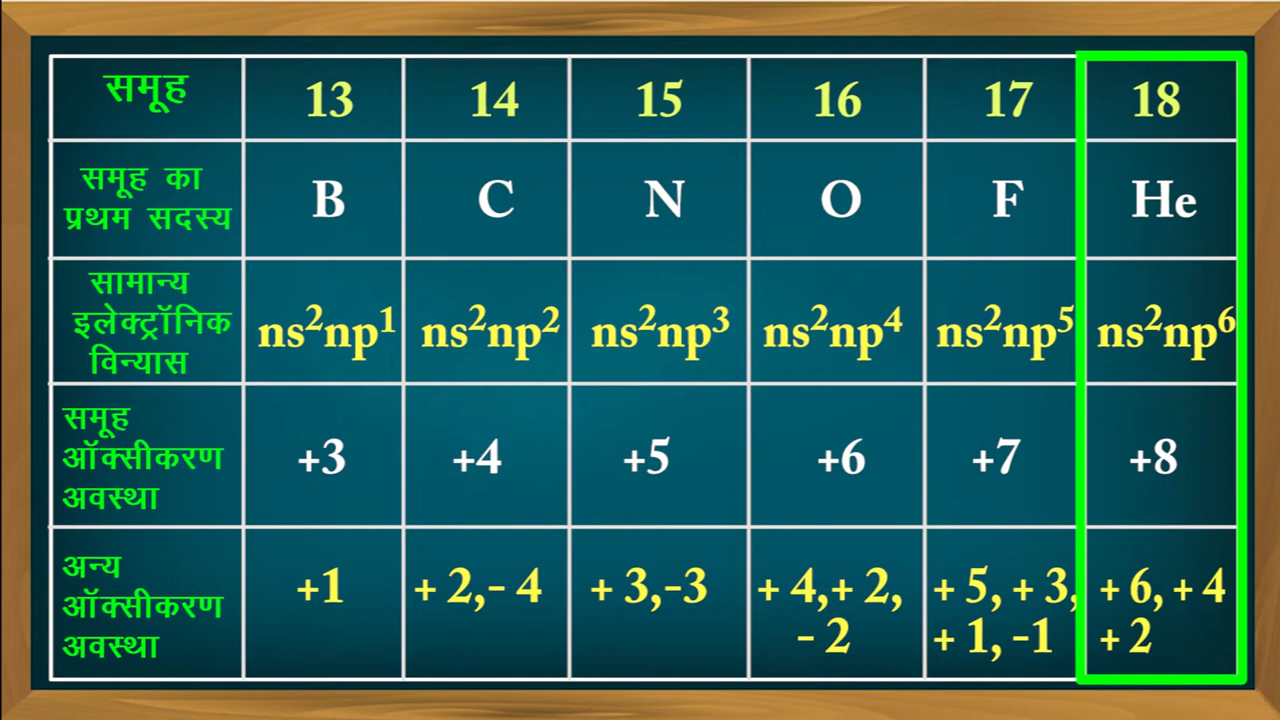 समूह 13 14 15 16 17 18
समूह का
प्रथम सदस्य B C N O F He
सामान्य
इलेक्ट्रॉनिक
विन्यास ns²np¹ ns²np² ns²np³ ns²np⁴ ns²np⁵ ns²np⁶
समूह
ऑक्सीकरण
अवस्था +3 +4 +5 +6 +7 +8
अन्य
ऑक्सीकरण
अवस्था +1 + 2,- 4 + 3,-3 + 4,+ 2, + 5, + 3, + 6, + 4
- 2 + 1, -1 + 2